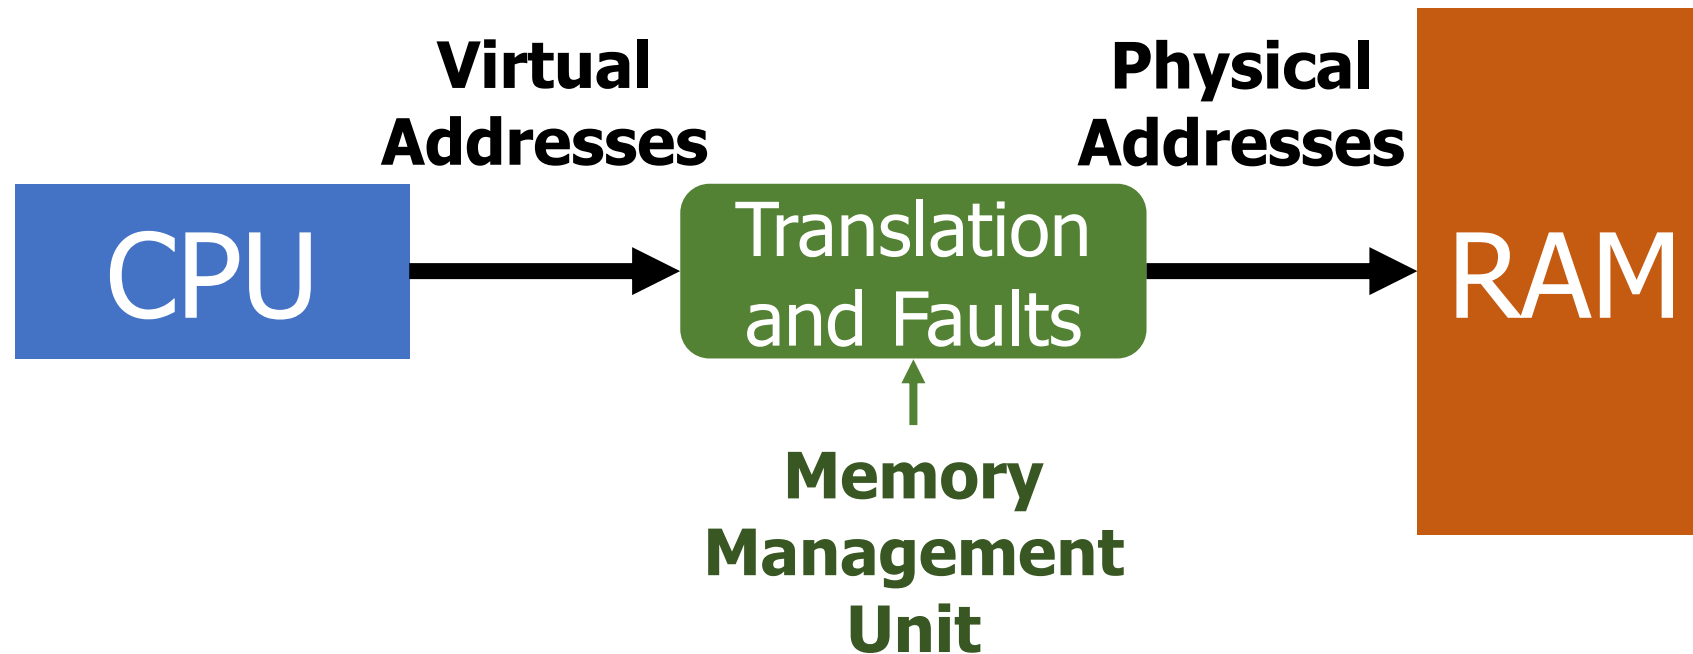 Virtual
Addresses
Physical
Addresses
CPU
Translation
and Faults
RAM
Memory
Management
Unit